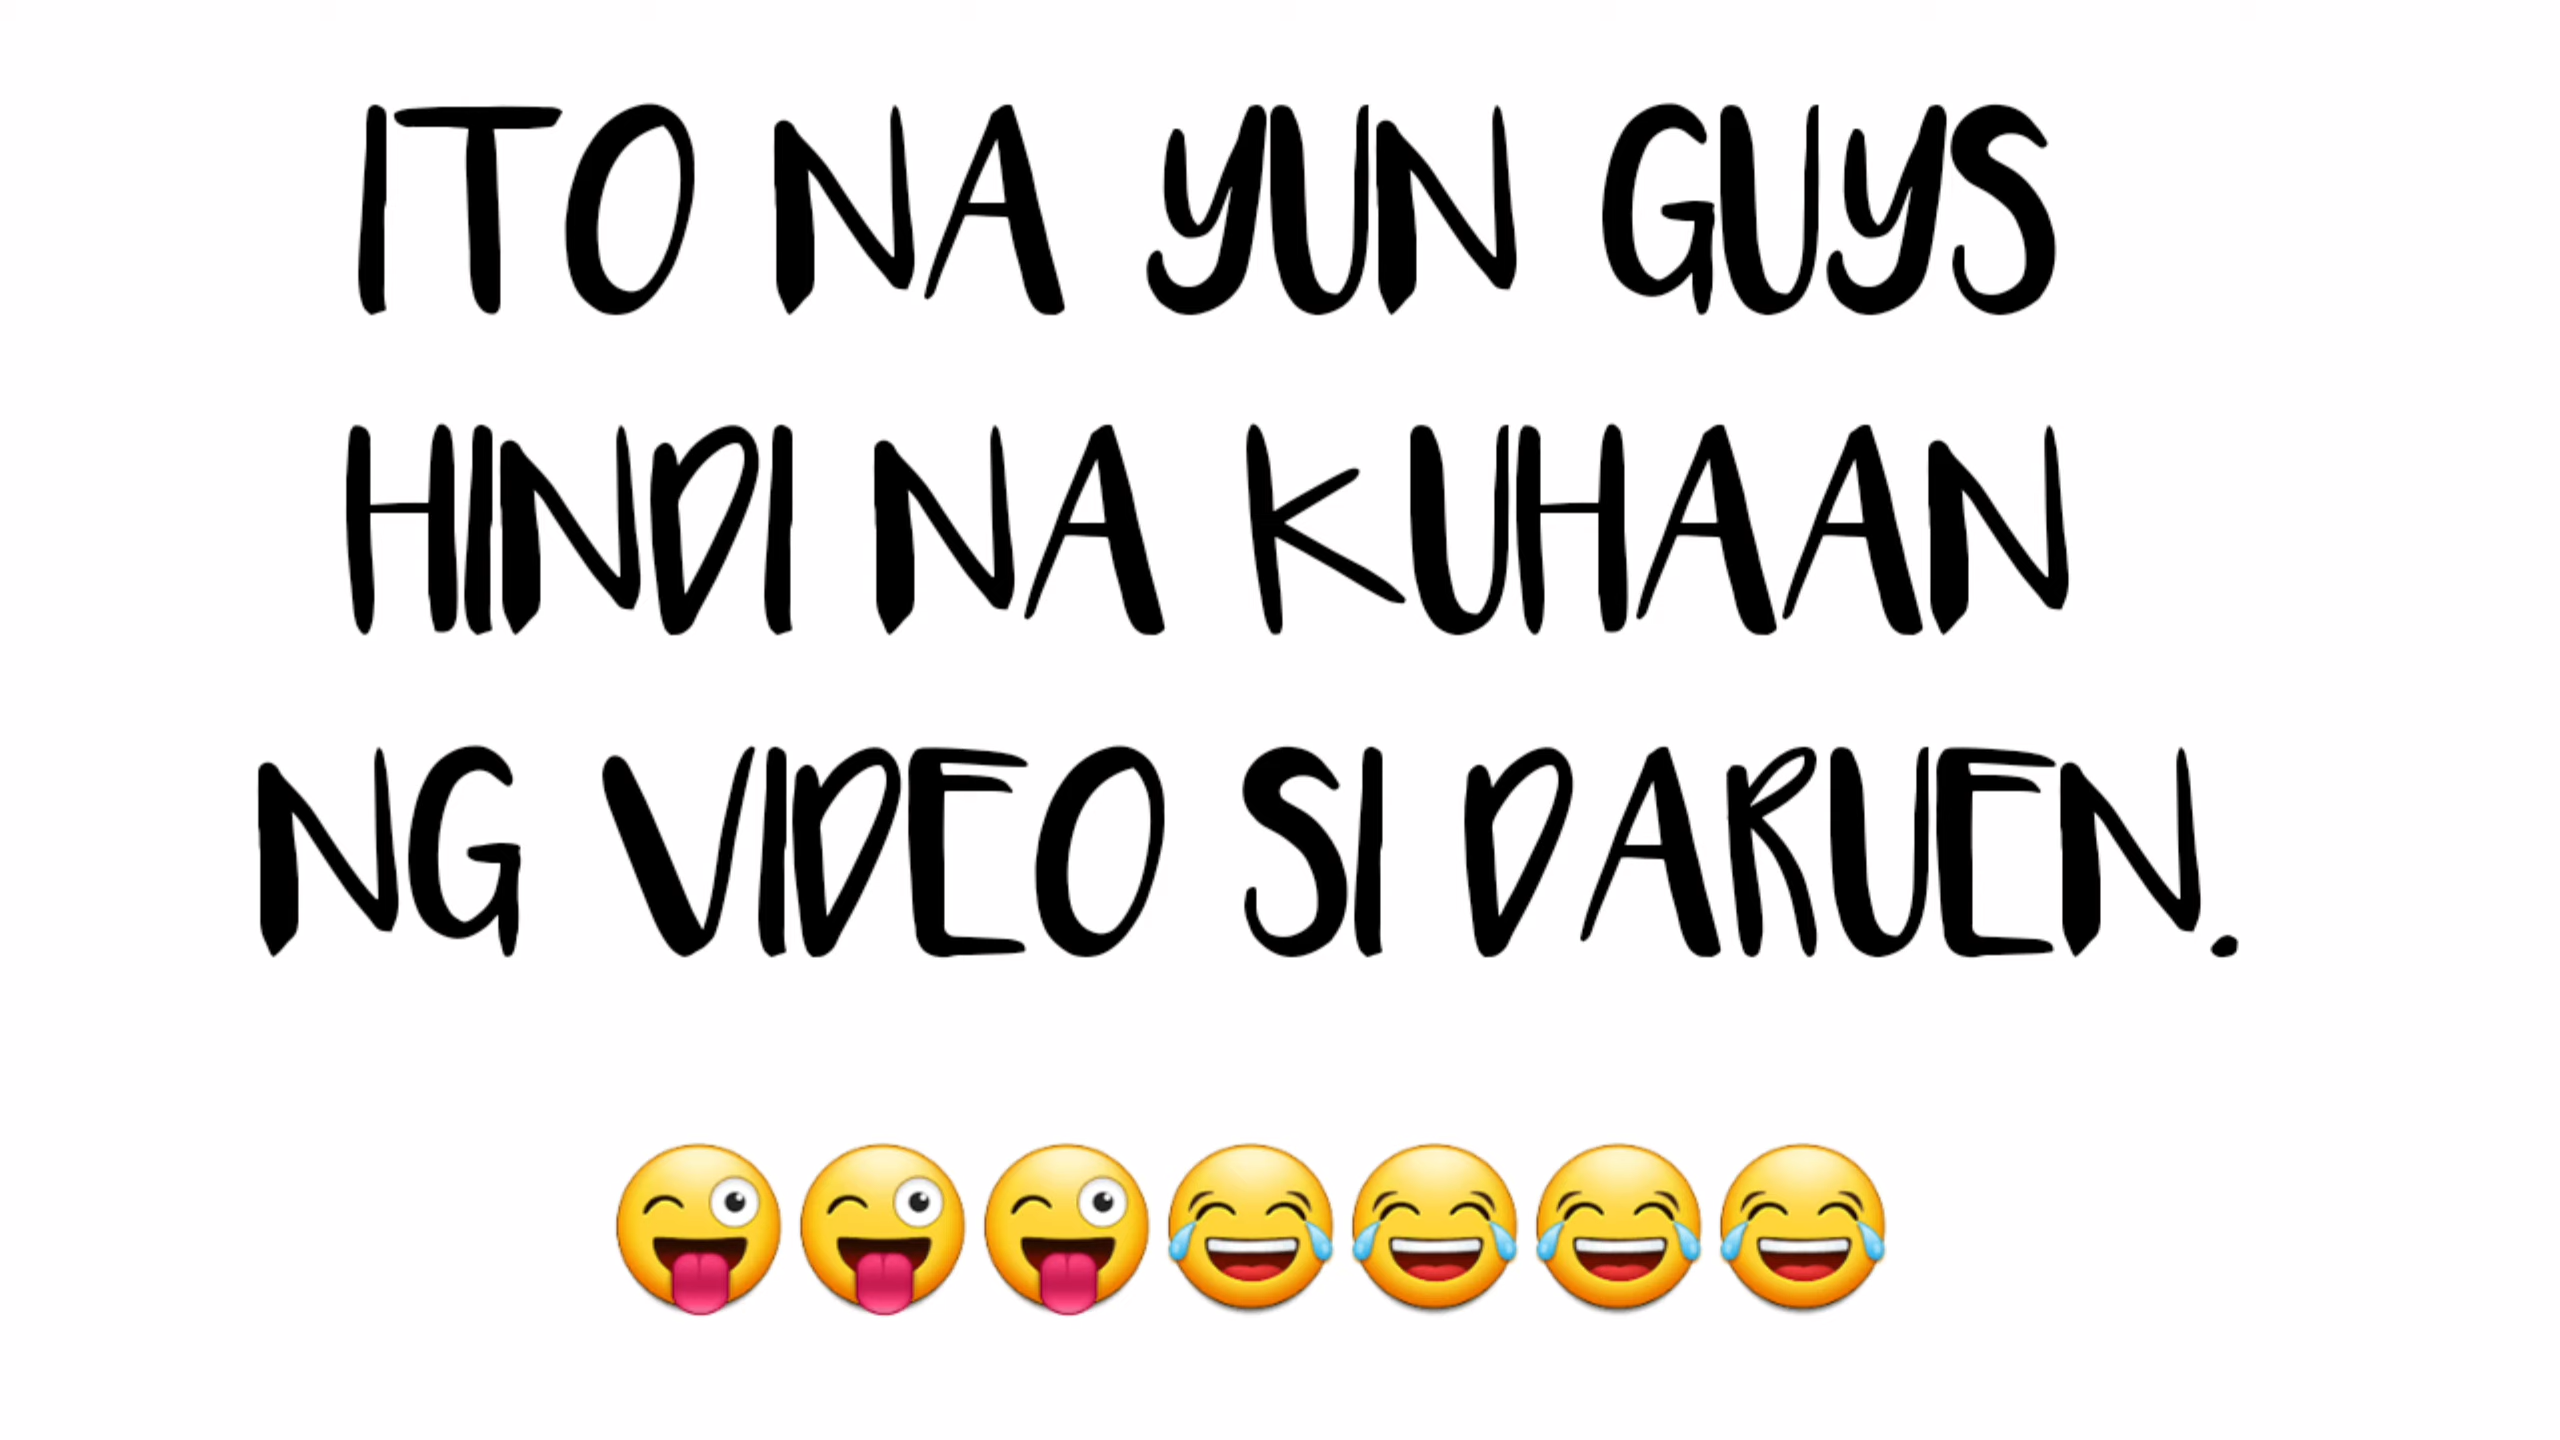 ITO NA YUN GUYS
HINDI NA KUHAAN
NG VIDEO SI DARUEN.
😜😜😜😂😂😂😂